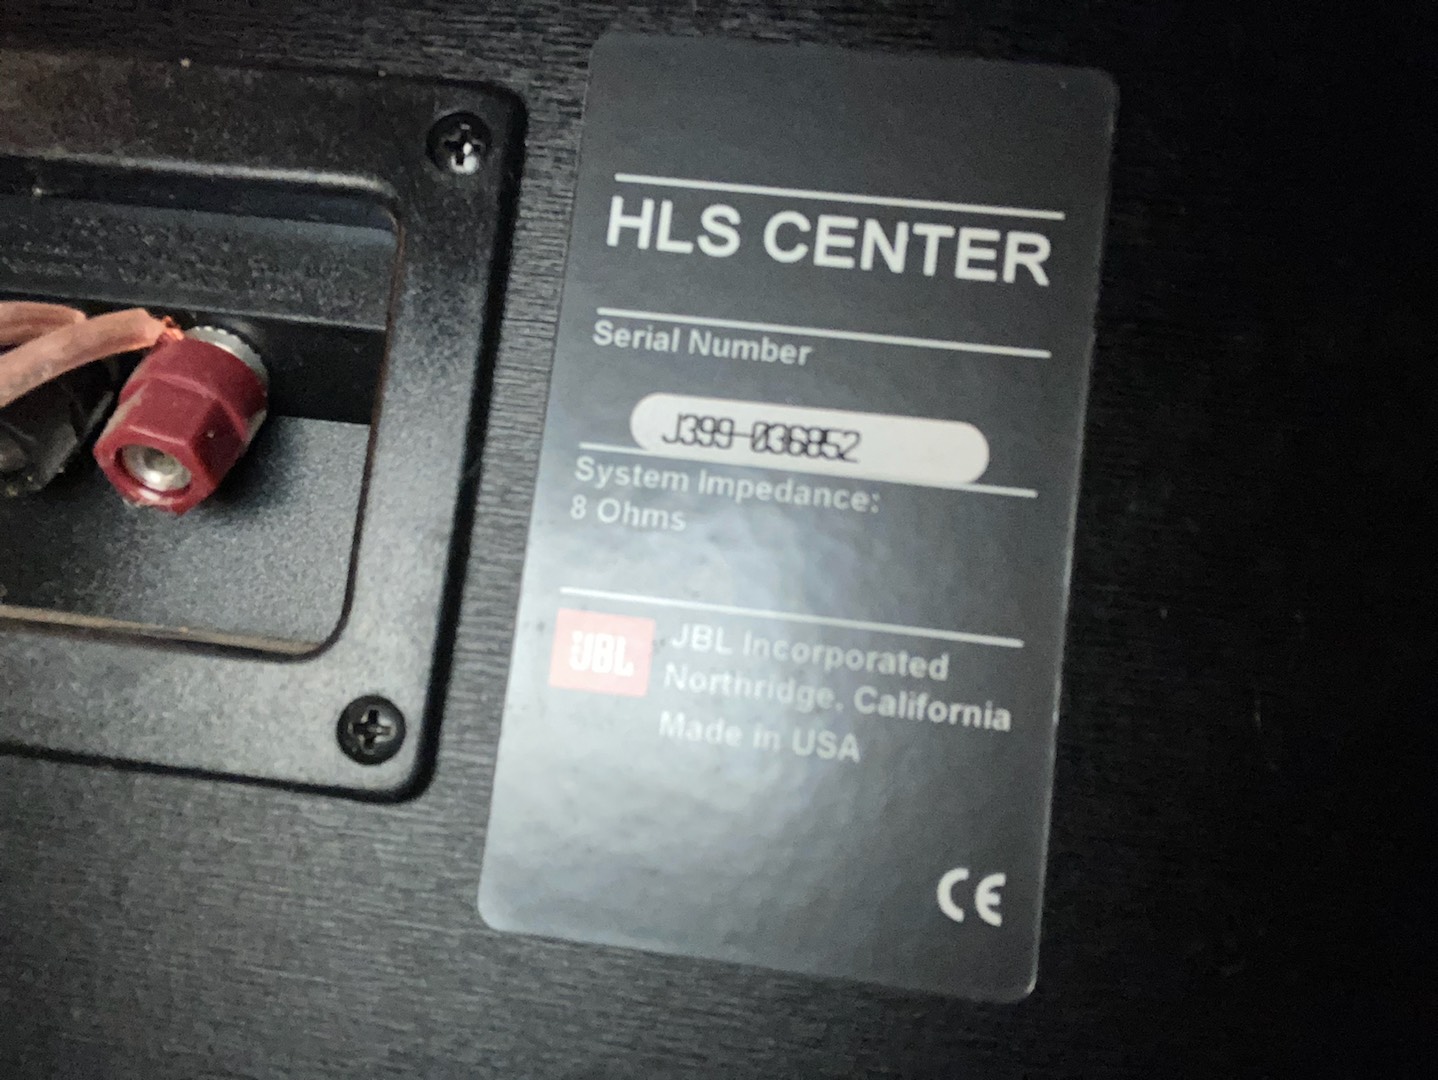 HLS CENTER
Serial Number
J399-036852
System Impedance:
8 Ohms
JBL
JBL Incorporated
Northridge, California
Made in USA
CE